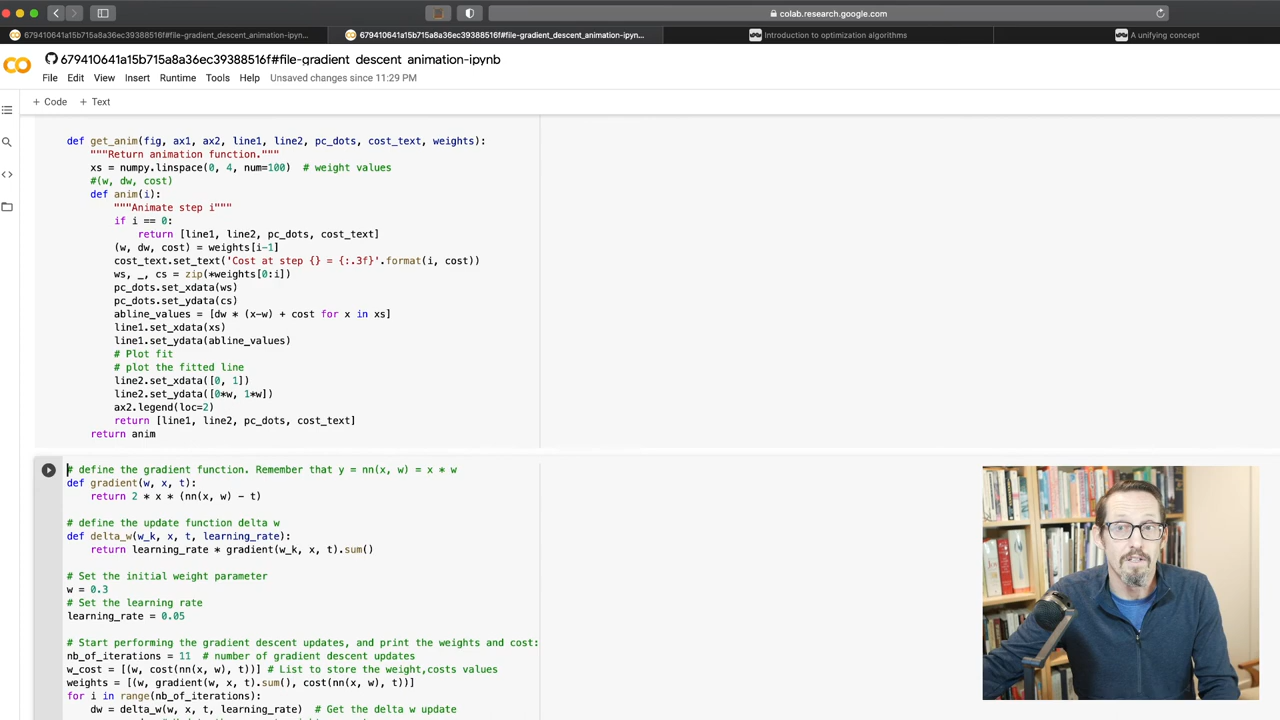 colab.research.google.com
679410641a15b715a8a36ec39388516f#file-gradient_descent_animation-ipyn...
679410641a15b715a8a36ec39388516f#file-gradient_descent_animation-ipyn...
Introduction to optimization algorithms
A unifying concept
679410641a15b715a8a36ec39388516f#file-gradient descent animation-ipynb
File Edit View Insert Runtime Tools Help Unsaved changes since 11:29 PM
+ Code + Text
def get_anim(fig, ax1, ax2, line1, line2, pc_dots, cost_text, weights):
"""Return animation function."""
xs = numpy.linspace(0, 4, num=100)  # weight values
#(w, dw, cost)
def anim(i):
"""Animate step i"""
if i == 0:
return [line1, line2, pc_dots, cost_text]
(w, dw, cost) = weights[i-1]
cost_text.set_text('Cost at step {} = {:.3f}'.format(i, cost))
ws, _, cs = zip(*weights[0:i])
pc_dots.set_xdata(ws)
pc_dots.set_ydata(cs)
abline_values = [dw * (x-w) + cost for x in xs]
line1.set_xdata(xs)
line1.set_ydata(abline_values)
# Plot fit
# plot the fitted line
line2.set_xdata([0, 1])
line2.set_ydata([0*w, 1*w])
ax2.legend(loc=2)
return [line1, line2, pc_dots, cost_text]
return anim
# define the gradient function. Remember that y = nn(x, w) = x * w
def gradient(w, x, t):
return 2 * x * (nn(x, w) - t)
# define the update function delta w
def delta_w(w_k, x, t, learning_rate):
return learning_rate * gradient(w_k, x, t).sum()
# Set the initial weight parameter
w = 0.3
# Set the learning rate
learning_rate = 0.05
# Start performing the gradient descent updates, and print the weights and cost:
nb_of_iterations = 11  # number of gradient descent updates
w_cost = [(w, cost(nn(x, w), t))] # List to store the weight,costs values
weights = [(w, gradient(w, x, t).sum(), cost(nn(x, w), t))]
for i in range(nb_of_iterations):
dw = delta_w(w, x, t, learning_rate)  # Get the delta w update